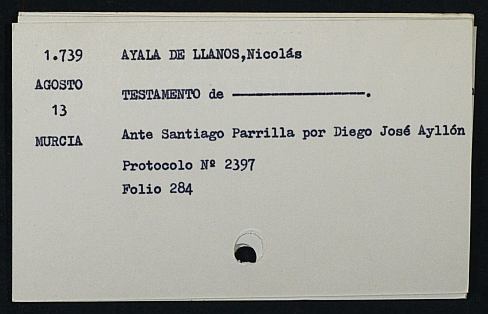 1.739 AYALA DE LLANOS,Nicolás
AGOSTO
TESTAMENTO de ——————————.
13
MURCIA Ante Santiago Parrilla por Diego José Ayllón
Protocolo Nº 2397
Folio 284